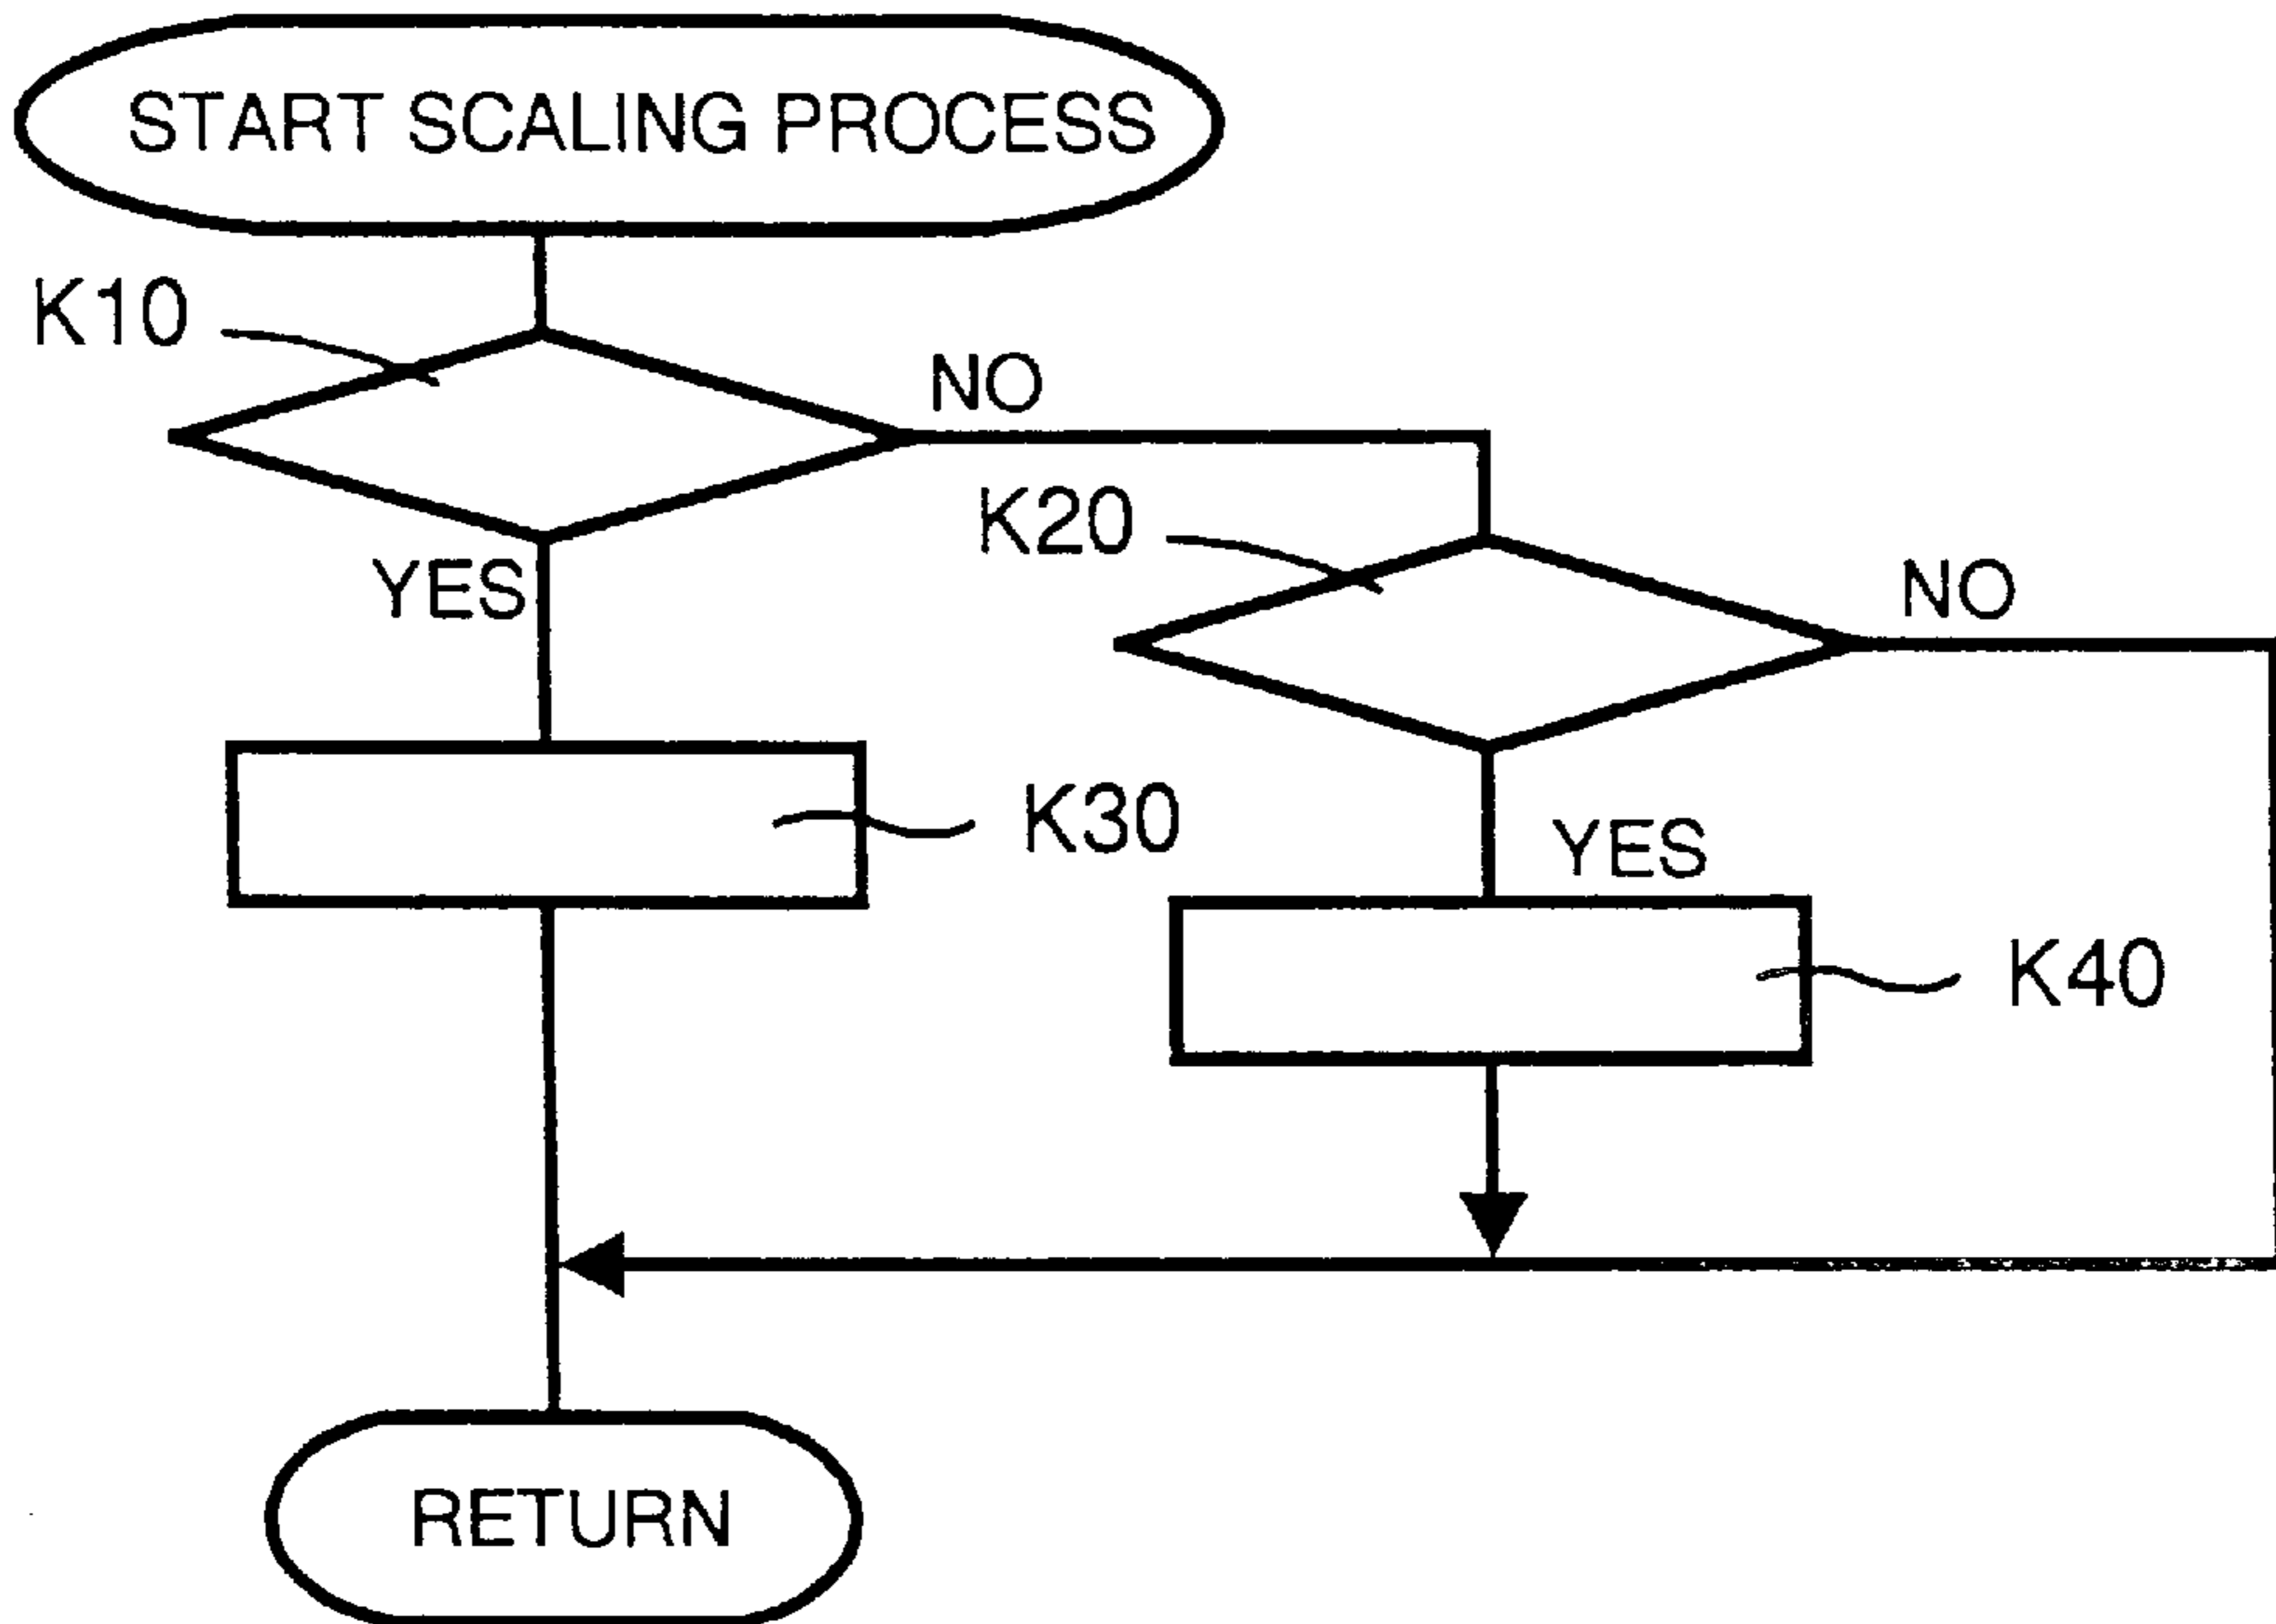 START SCALING PROCESS
K10
NO
K20
YES
NO
K30
YES
K40
RETURN